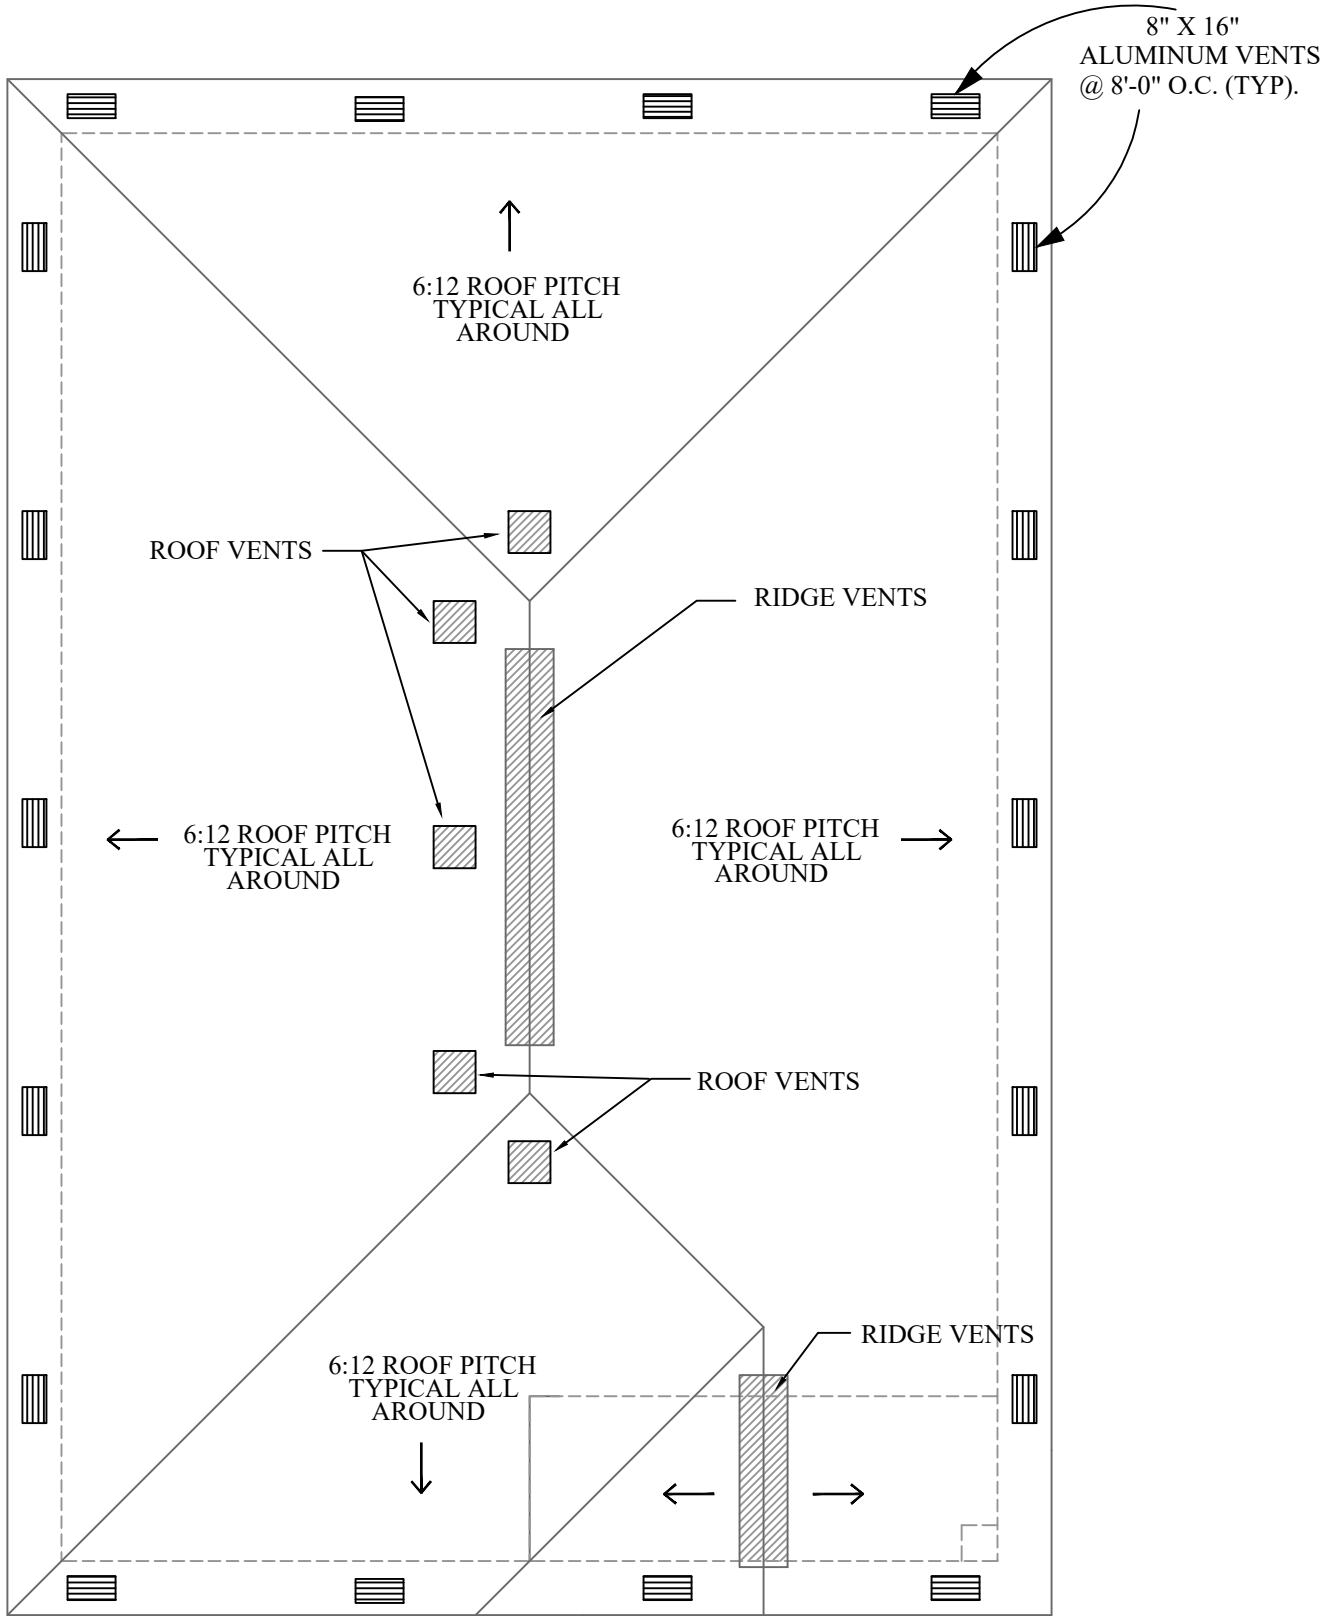 8" X 16"
ALUMINUM VENTS
@ 8'-0" O.C. (TYP).
6:12 ROOF PITCH
TYPICAL ALL
AROUND
ROOF VENTS
RIDGE VENTS
6:12 ROOF PITCH
TYPICAL ALL
AROUND
6:12 ROOF PITCH
TYPICAL ALL
AROUND
ROOF VENTS
RIDGE VENTS
6:12 ROOF PITCH
TYPICAL ALL
AROUND